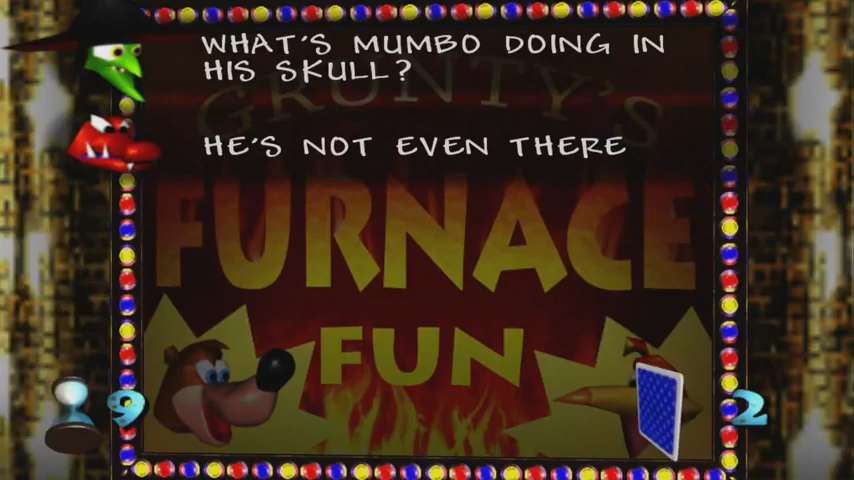 WHAT'S MUMBO DOING IN
HIS SKULL?
GRUNTY'S
HE'S NOT EVEN THERE
FURNACE
FUN
9
2